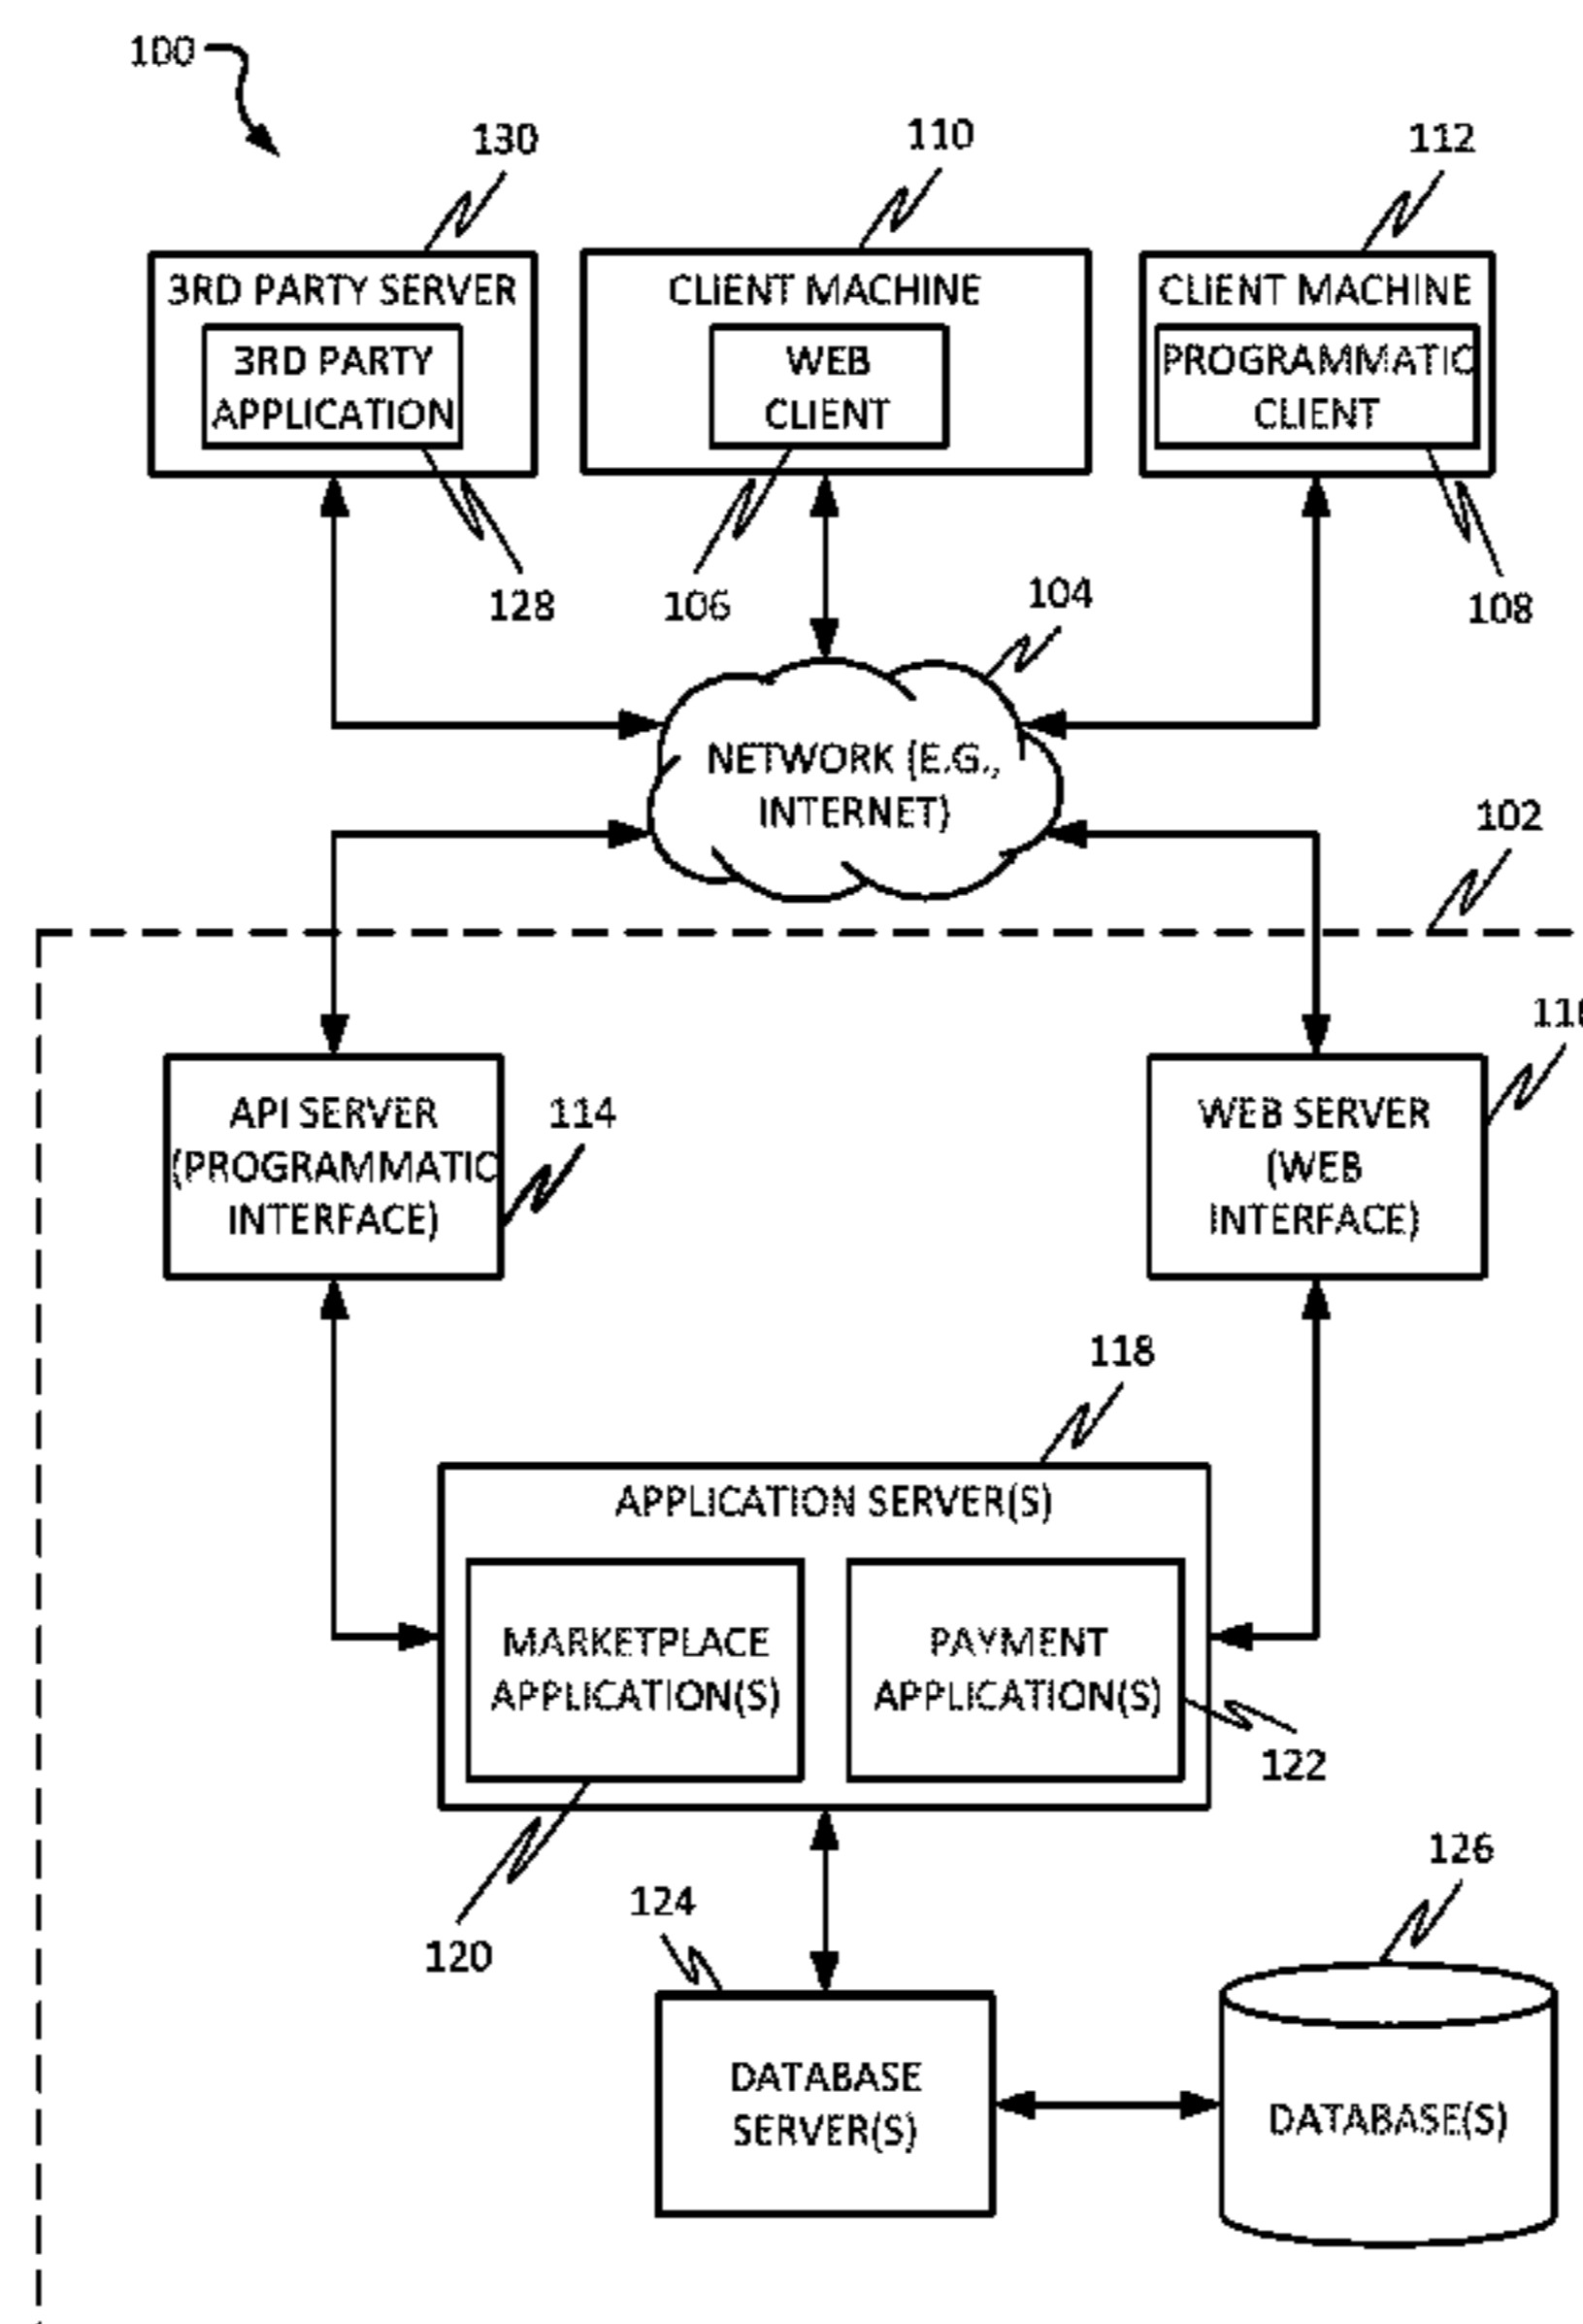 100
130
110
112
3RD PARTY SERVER
3RD PARTY
APPLICATION
CLIENT MACHINE
WEB
CLIENT
CLIENT MACHINE
PROGRAMMATIC
CLIENT
128
106
104
108
NETWORK (E.G.,
INTERNET)
102
API SERVER
(PROGRAMMATIC
INTERFACE)
114
WEB SERVER
(WEB
INTERFACE)
118
APPLICATION SERVER(S)
MARKETPLACE
APPLICATION(S)
PAYMENT
APPLICATION(S)
122
120
124
126
DATABASE
SERVER(S)
DATABASE(S)